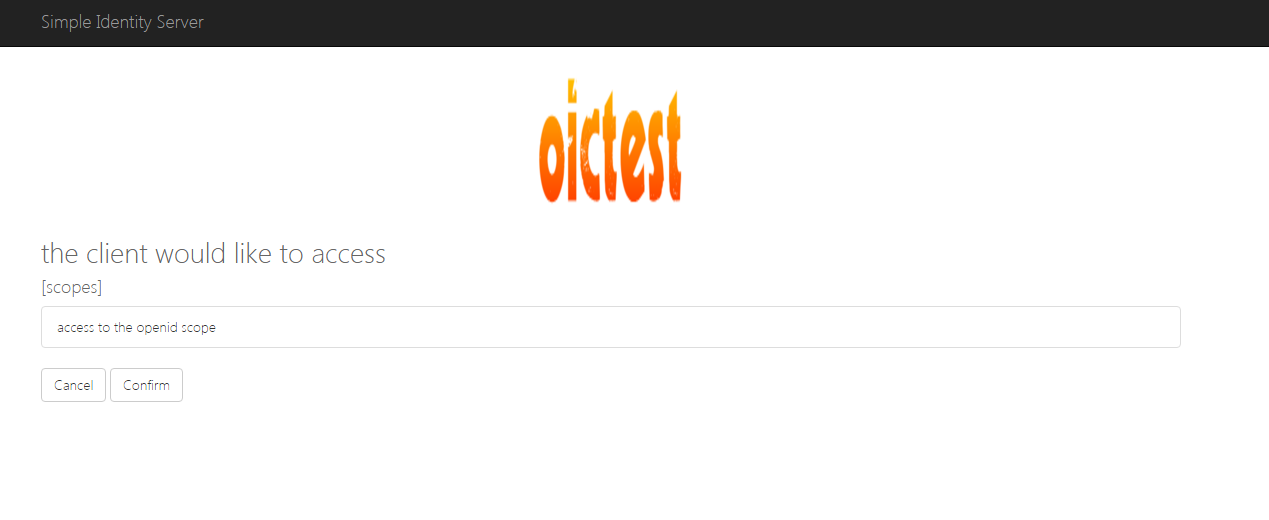 Simple Identity Server
oictest
the client would like to access
[scopes]
access to the openid scope
Cancel Confirm